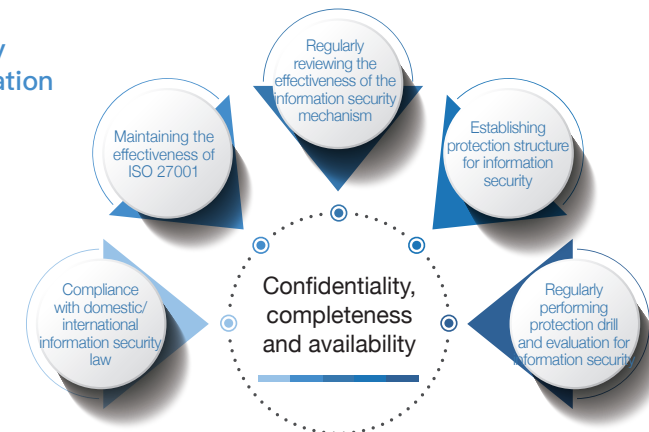 Regularly
reviewing the
effectiveness of the
information security
mechanism
Maintaining the
effectiveness of
ISO 27001
Establishing
protection structure
for information
security
Compliance
with domestic/
international
information security
law
Confidentiality,
completeness
and availability
Regularly
performing
protection drill
and evaluation for
information security